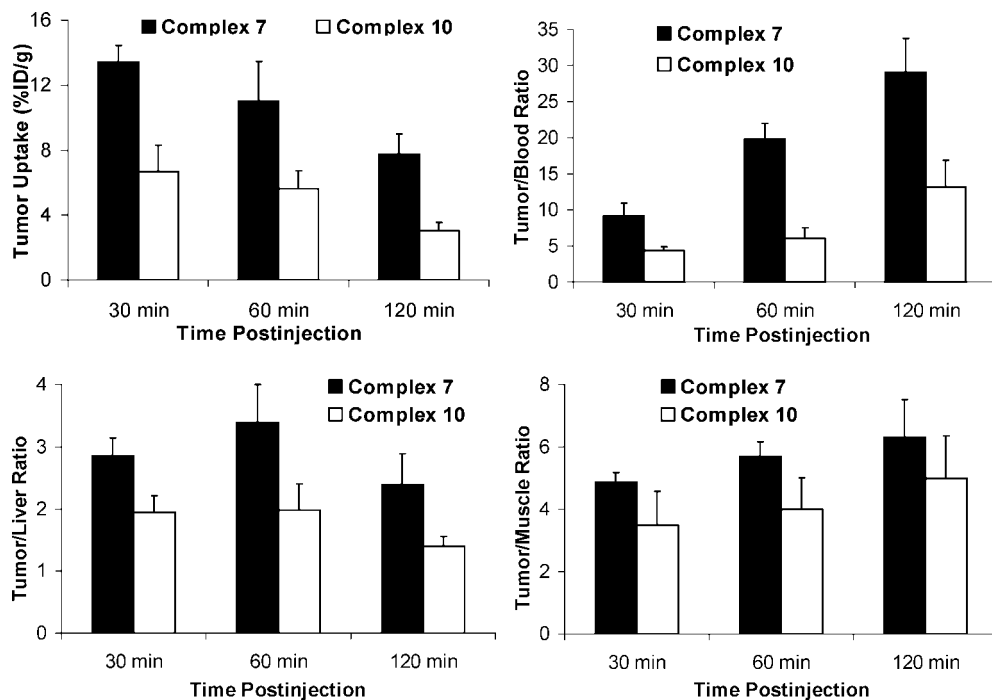 Tumor Uptake (%ID/g)
16
12
8
4
0
Complex 7
Complex 10
30 min
60 min
120 min
Time Postinjection
Tumor/Blood Ratio
35
30
25
20
15
10
5
0
Complex 7
Complex 10
30 min
60 min
120 min
Time Postinjection
Tumor/Liver Ratio
4
3
2
1
0
Complex 7
Complex 10
30 min
60 min
120 min
Time Postinjection
Tumor/Muscle Ratio
8
6
4
2
0
Complex 7
Complex 10
30 min
60 min
120 min
Time Postinjection